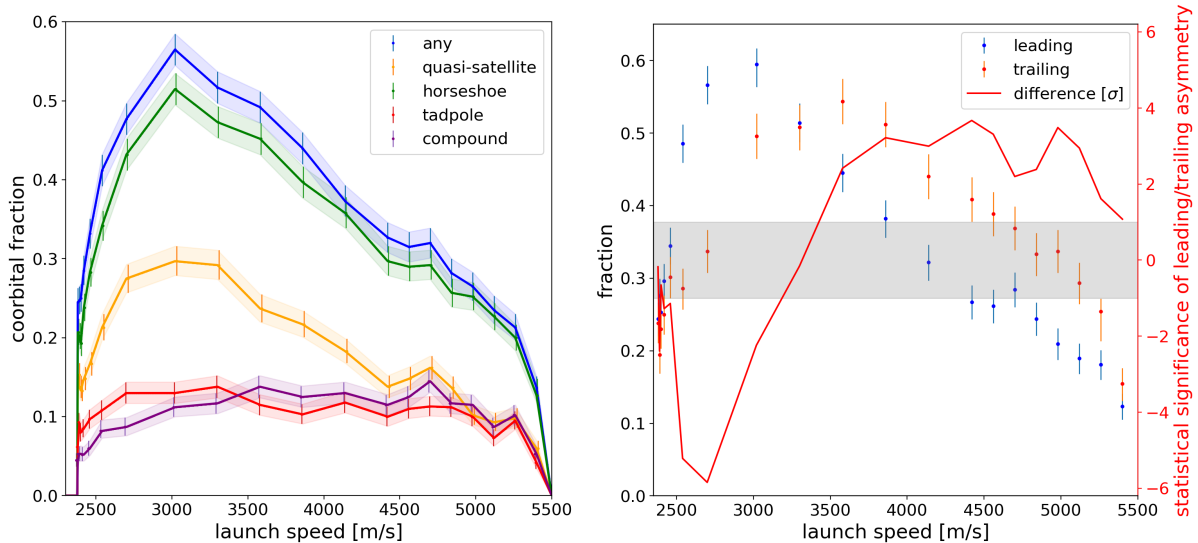 0.6
0.5
0.4
0.3
0.2
0.1
0.0
coorbital fraction
any
quasi-satellite
horseshoe
tadpole
compound
2500 3000 3500 4000 4500 5000 5500
launch speed [m/s]
0.6
0.5
0.4
0.3
0.2
0.1
0.0
fraction
leading
trailing
difference [σ]
6
4
2
0
−2
−4
−6
statistical significance of leading/trailing asymmetry
2500 3000 3500 4000 4500 5000 5500
launch speed [m/s]